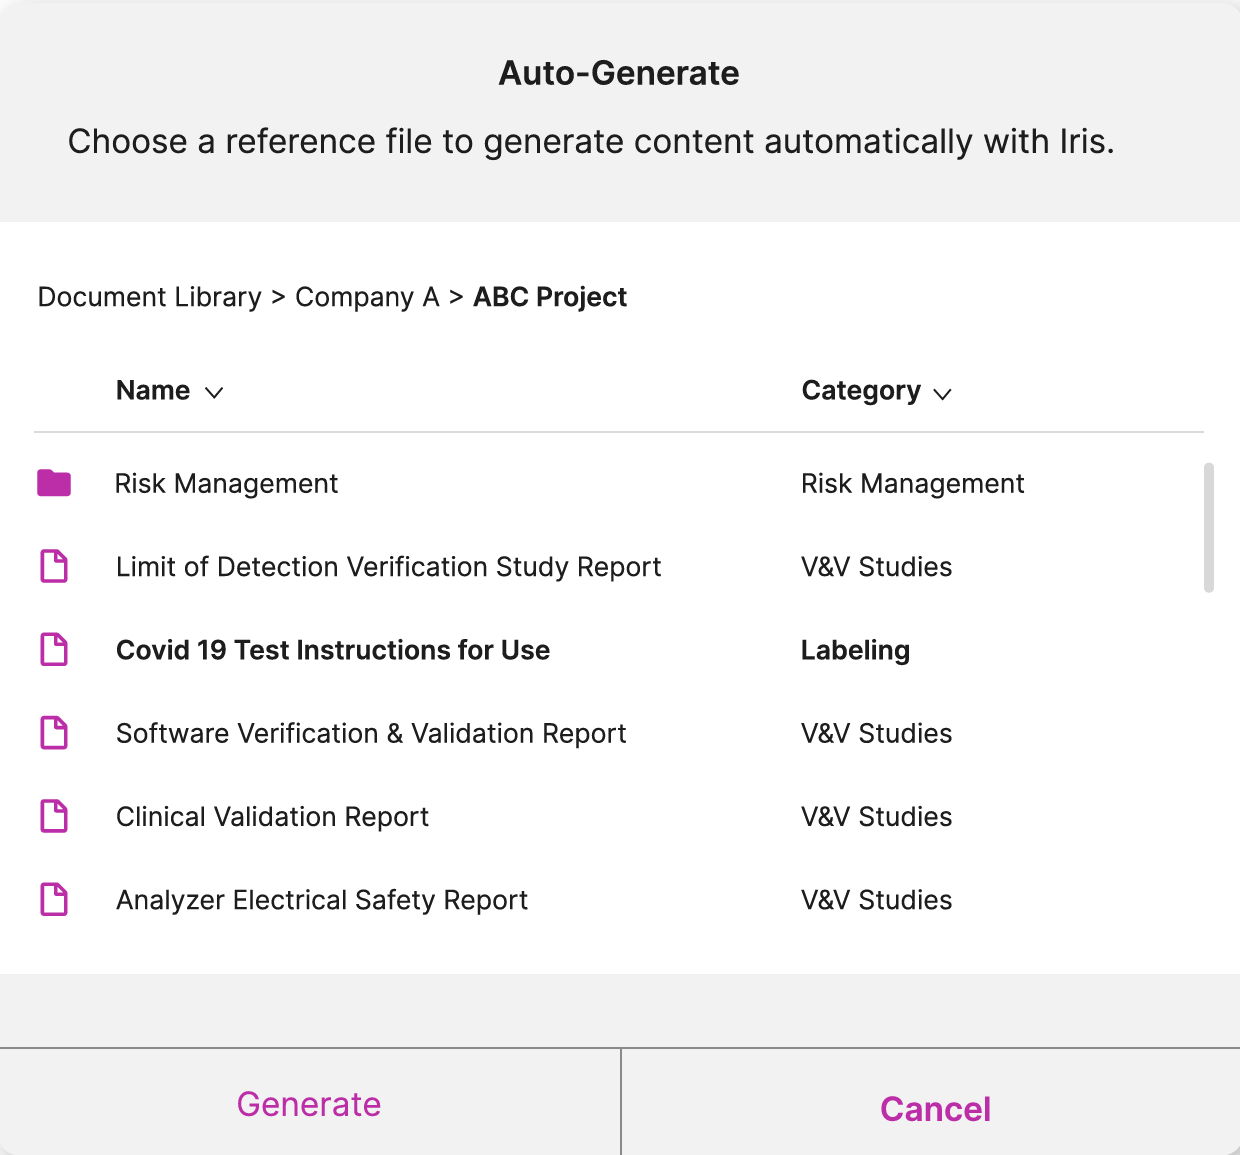 Auto-Generate
Choose a reference file to generate content automatically with Iris.
Document Library > Company A > ABC Project
Name Category
Risk Management Risk Management
Limit of Detection Verification Study Report V&V Studies
Covid 19 Test Instructions for Use Labeling
Software Verification & Validation Report V&V Studies
Clinical Validation Report V&V Studies
Analyzer Electrical Safety Report V&V Studies
Generate Cancel